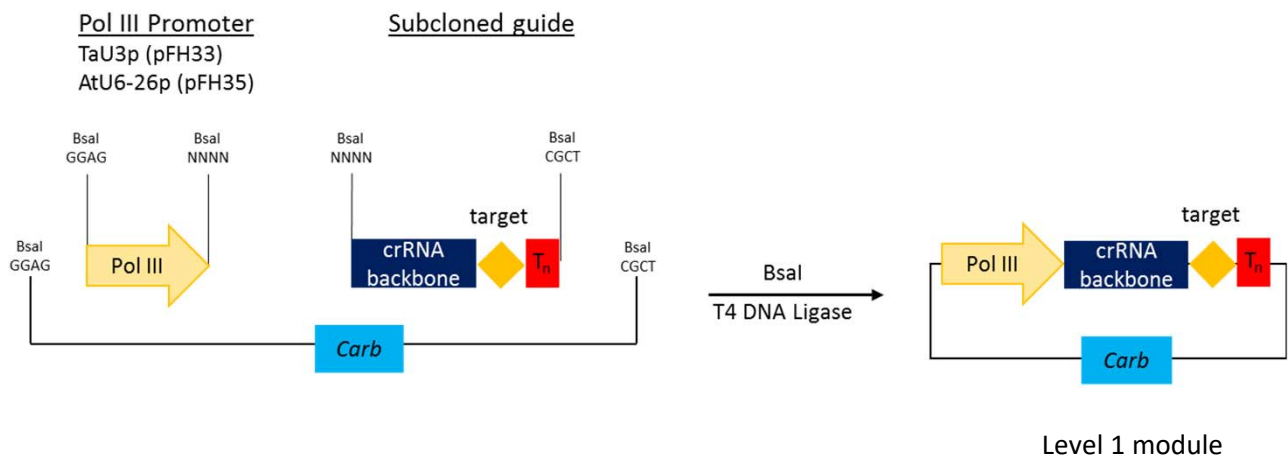 Pol III Promoter
TaU3p (pFH33)
AtU6-26p (pFH35)
Subcloned guide
BsaI
GGAG
BsaI
NNNN
BsaI
NNNN
BsaI
CGCT
BsaI
GGAG
Pol III
crRNA
backbone
target
Tn
BsaI
CGCT
Carb
BsaI
T4 DNA Ligase
Pol III
crRNA
backbone
target
Tn
Carb
Level 1 module